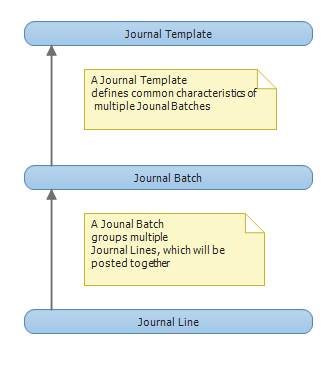 Journal Template
A Journal Template
defines common characteristics of
multiple Jounal Batches
Journal Batch
A Jounal Batch
groups multiple
Journal Lines, which will be
posted together
Journal Line